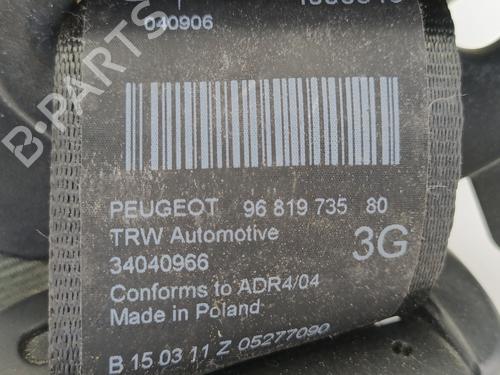 040906
B-PARTS
PEUGEOT 96 819 735 80
TRW Automotive
3G
34040966
Conforms to ADR4/04
Made in Poland
B 15 03 11 Z 05277090